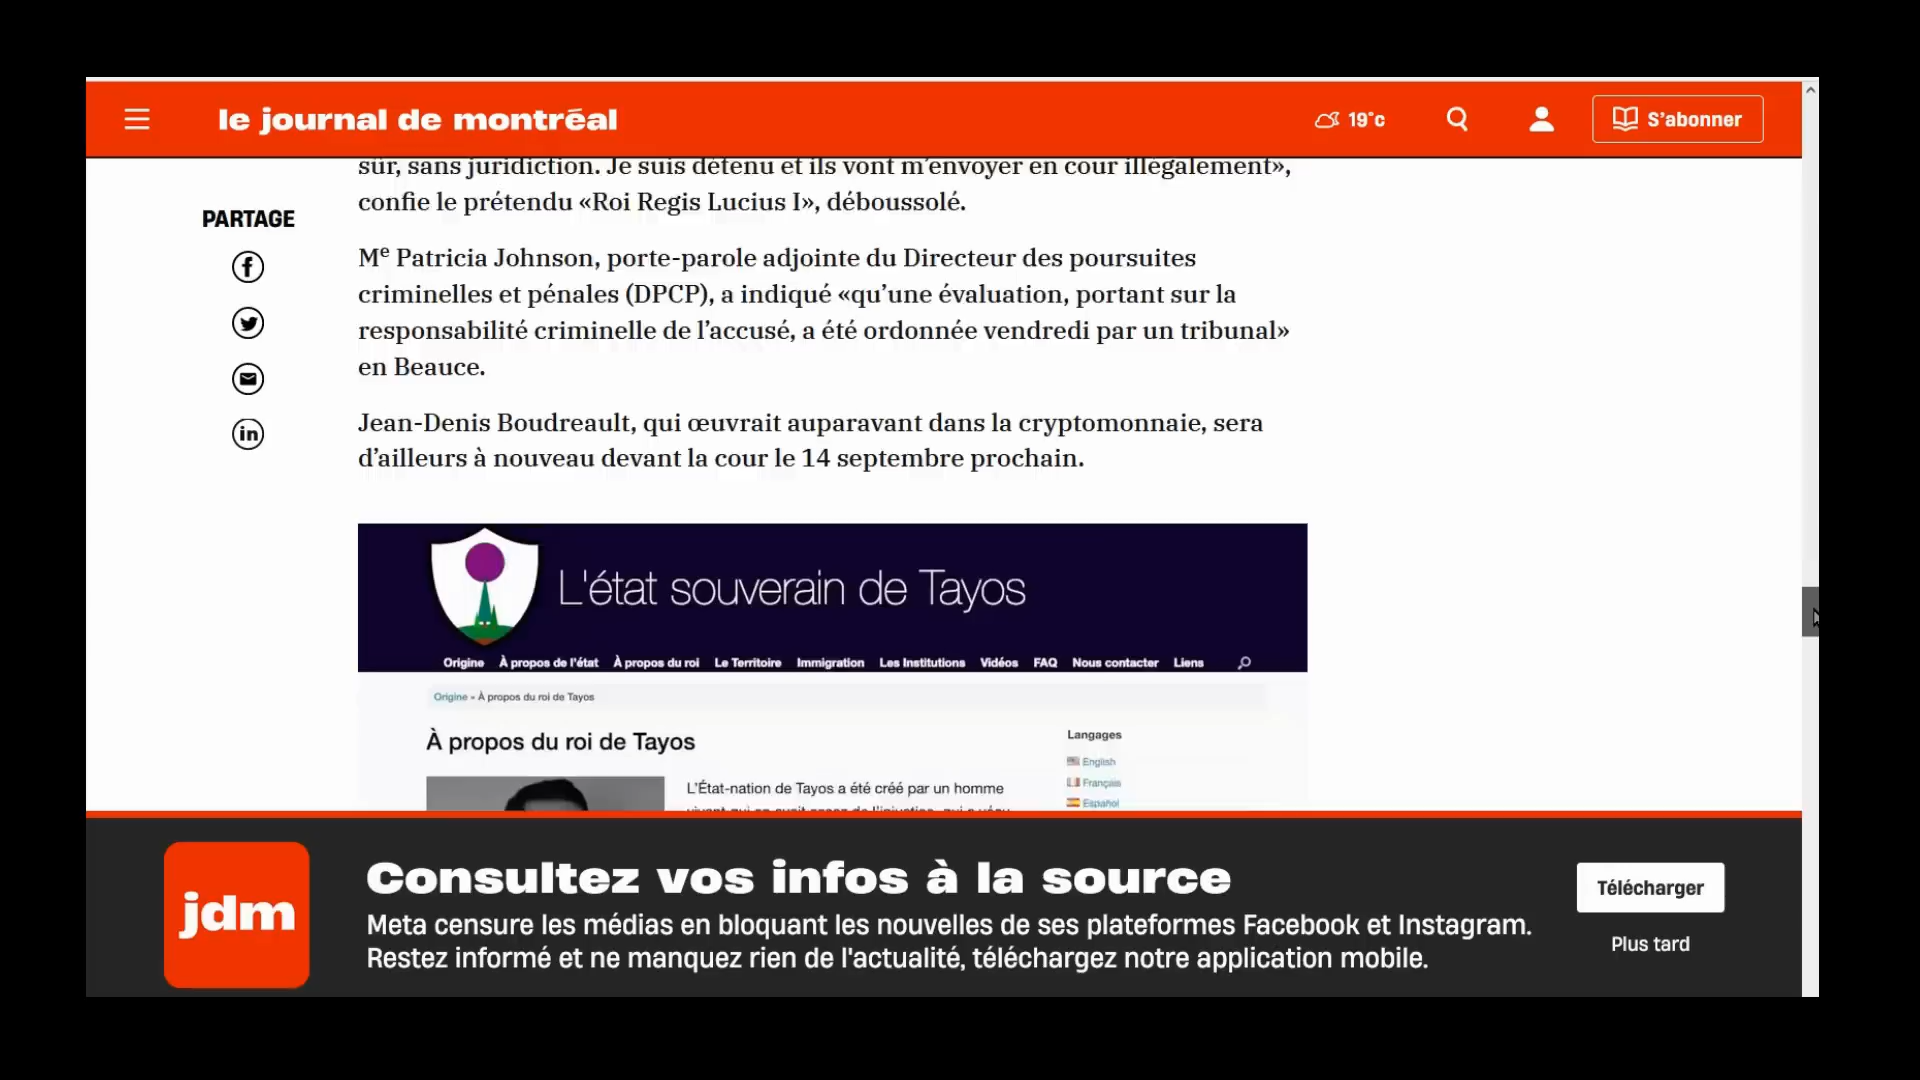 le journal de montréal
19°c
S'abonner
sûr, sans juridiction. Je suis détenu et ils vont m'envoyer en cour illégalement»,
confie le prétendu «Roi Regis Lucius I», déboussolé.
PARTAGE
Me Patricia Johnson, porte-parole adjointe du Directeur des poursuites
criminelles et pénales (DPCP), a indiqué «qu'une évaluation, portant sur la
responsabilité criminelle de l'accusé, a été ordonnée vendredi par un tribunal»
en Beauce.
Jean-Denis Boudreault, qui œuvrait auparavant dans la cryptomonnaie, sera
d'ailleurs à nouveau devant la cour le 14 septembre prochain.
L'état souverain de Tayos
Origine À propos de l'état À propos du roi Le Territoire Immigration Les Institutions Vidéos FAQ Nous contacter Liens
Origine » À propos du roi de Tayos
À propos du roi de Tayos
Langages
English
Français
Español
L'État-nation de Tayos a été créé par un homme
jdm
Consultez vos infos à la source
Meta censure les médias en bloquant les nouvelles de ses plateformes Facebook et Instagram.
Restez informé et ne manquez rien de l'actualité, téléchargez notre application mobile.
Télécharger
Plus tard